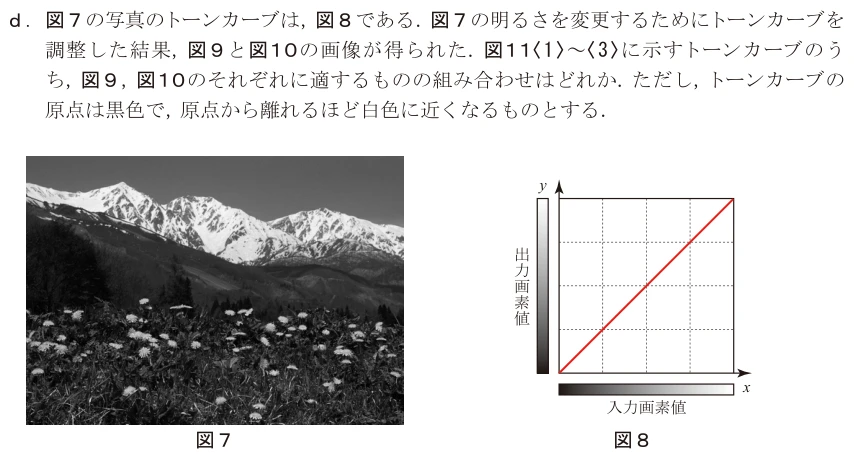 d. 図7の写真のトーンカーブは, 図8である. 図7の明るさを変更するためにトーンカーブを
調整した結果, 図9と図10の画像が得られた. 図11〈1〉～〈3〉に示すトーンカーブのう
ち, 図9, 図10のそれぞれに適するものの組み合わせはどれか. ただし, トーンカーブの
原点は黒色で, 原点から離れるほど白色に近くなるものとする.
y
出力画素値
x
入力画素値
図7
図8